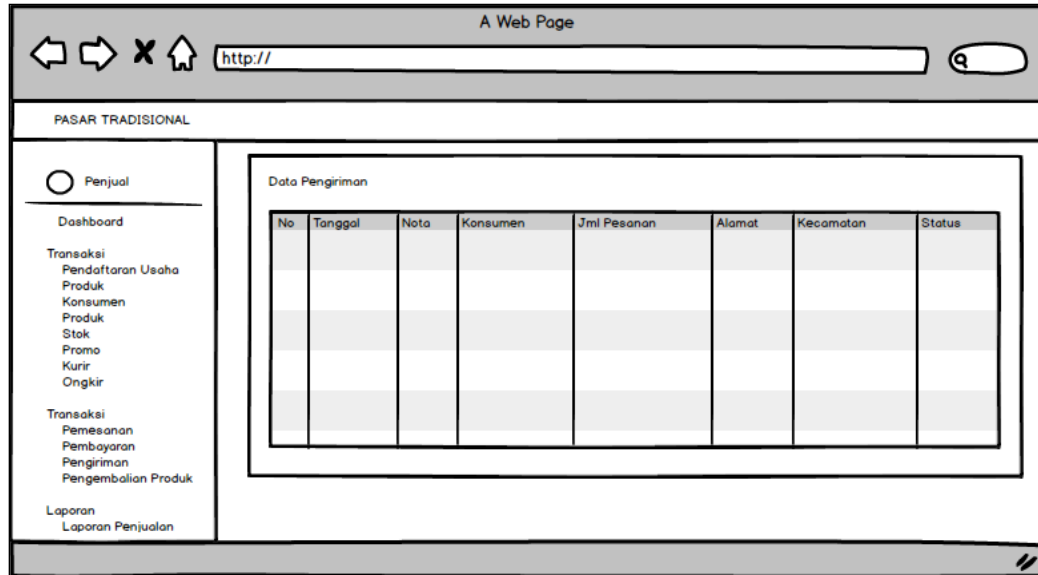 A Web Page
http://
PASAR TRADISIONAL
Penjual
Dashboard
Transaksi
Pendaftaran Usaha
Produk
Konsumen
Produk
Stok
Promo
Kurir
Ongkir
Transaksi
Pemesanan
Pembayaran
Pengiriman
Pengembalian Produk
Laporan
Laporan Penjualan
Data Pengiriman
No Tanggal Nota Konsumen Jml Pesanan Alamat Kecamatan Status